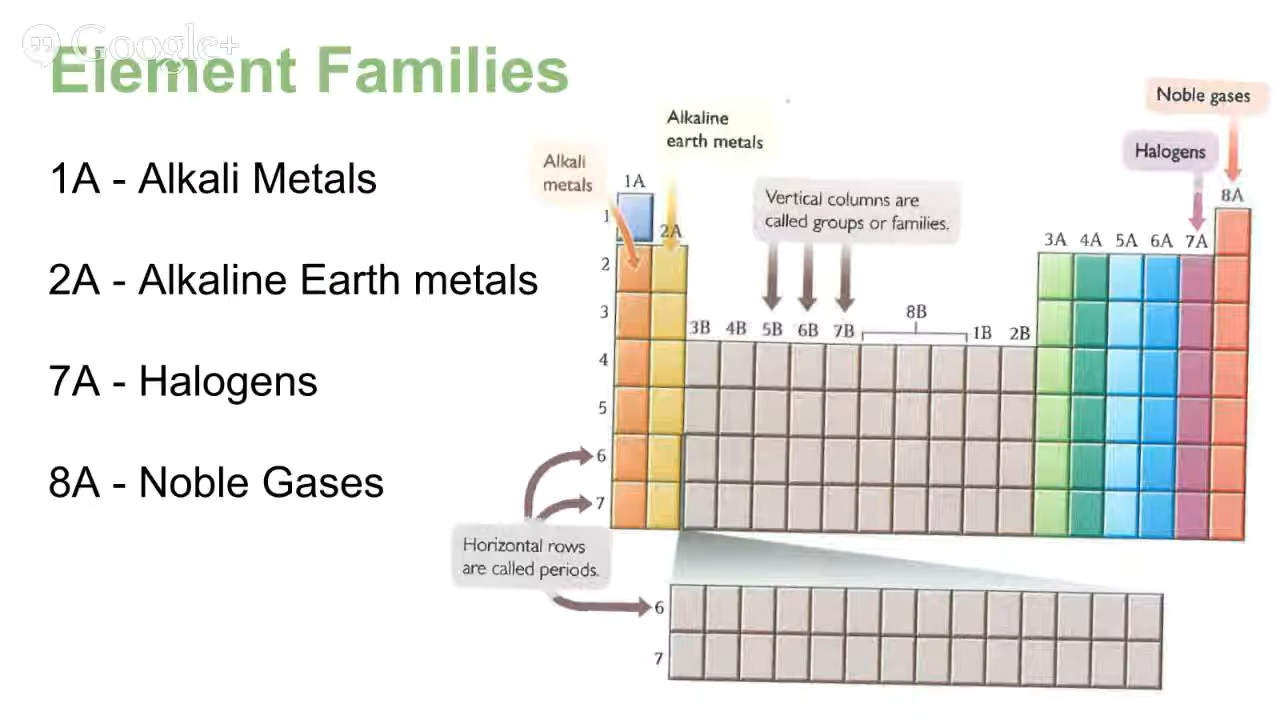 Google+
Element Families
1A - Alkali Metals
2A - Alkaline Earth metals
7A - Halogens
8A - Noble Gases
Noble gases
Alkaline
earth metals
Halogens
Alkali
metals
1A
8A
Vertical columns are
called groups or families.
1
2A
3A 4A 5A 6A 7A
2
3
8B
3B 4B 5B 6B 7B 1B 2B
4
5
6
7
Horizontal rows
are called periods.
6
7